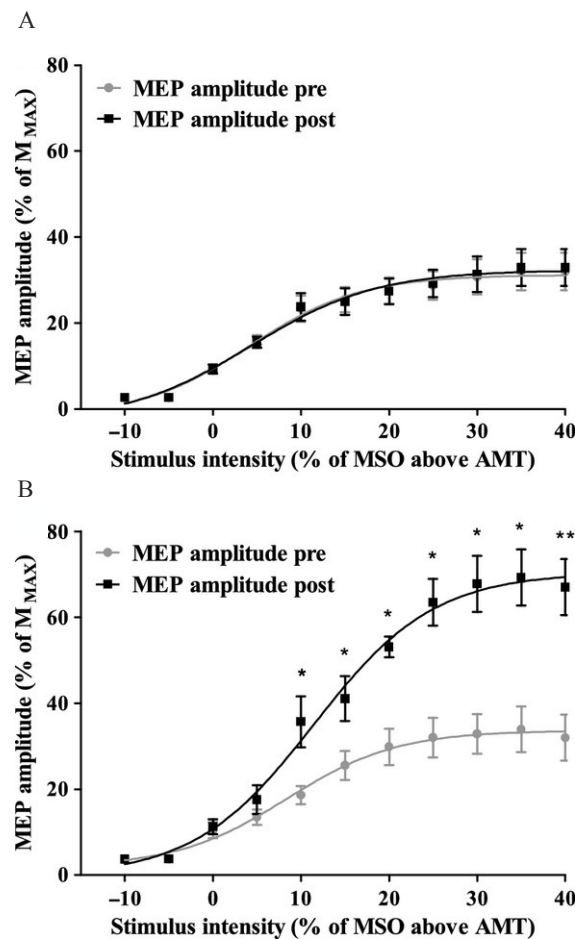 A
MEP amplitude (% of M_MAX)
80
60
40
20
0
MEP amplitude pre
MEP amplitude post
−10 0 10 20 30 40
Stimulus intensity (% of MSO above AMT)
B
MEP amplitude (% of M_MAX)
80
60
40
20
0
MEP amplitude pre
MEP amplitude post
* * * * * * **
−10 0 10 20 30 40
Stimulus intensity (% of MSO above AMT)